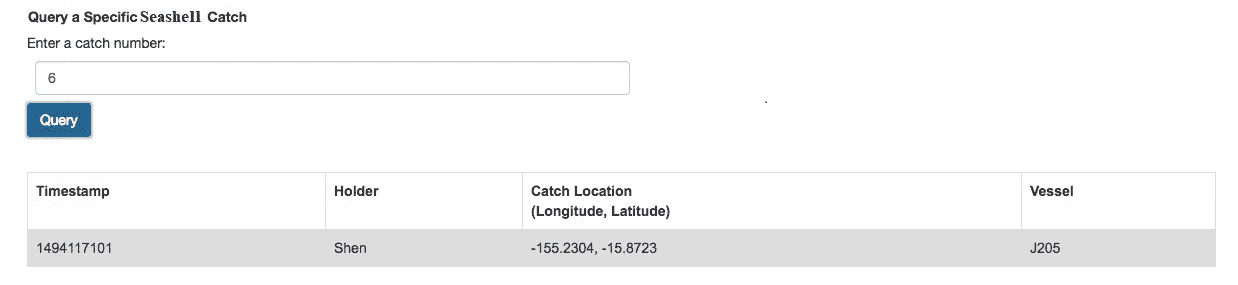 Query a Specific Seashell Catch
Enter a catch number:
6
Query
Timestamp Holder Catch Location Vessel
(Longitude, Latitude)
1494117101 Shen -155.2304, -15.8723 J205